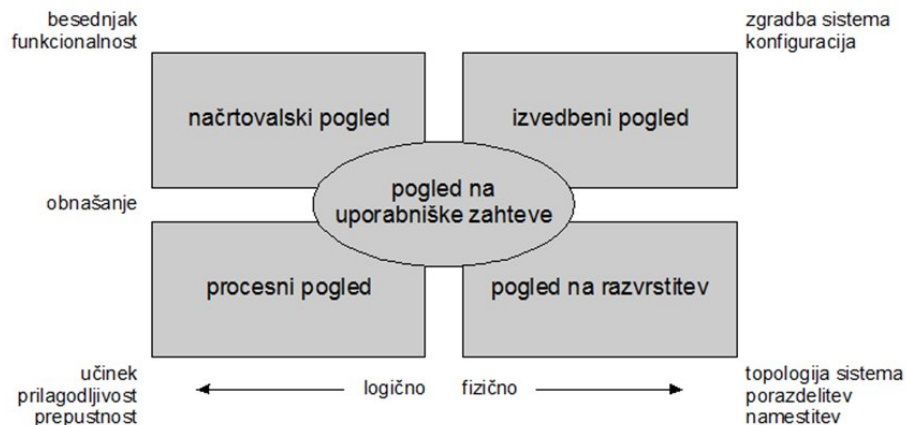 besednjak
funkcionalnost
zgradba sistema
konfiguracija
načrtovalski pogled
izvedbeni pogled
pogled na
uporabniške zahteve
obnašanje
procesni pogled
pogled na razvrstitev
učinek
prilagodljivost
prepustnost
logično
fizično
topologija sistema
porazdelitev
namestitev